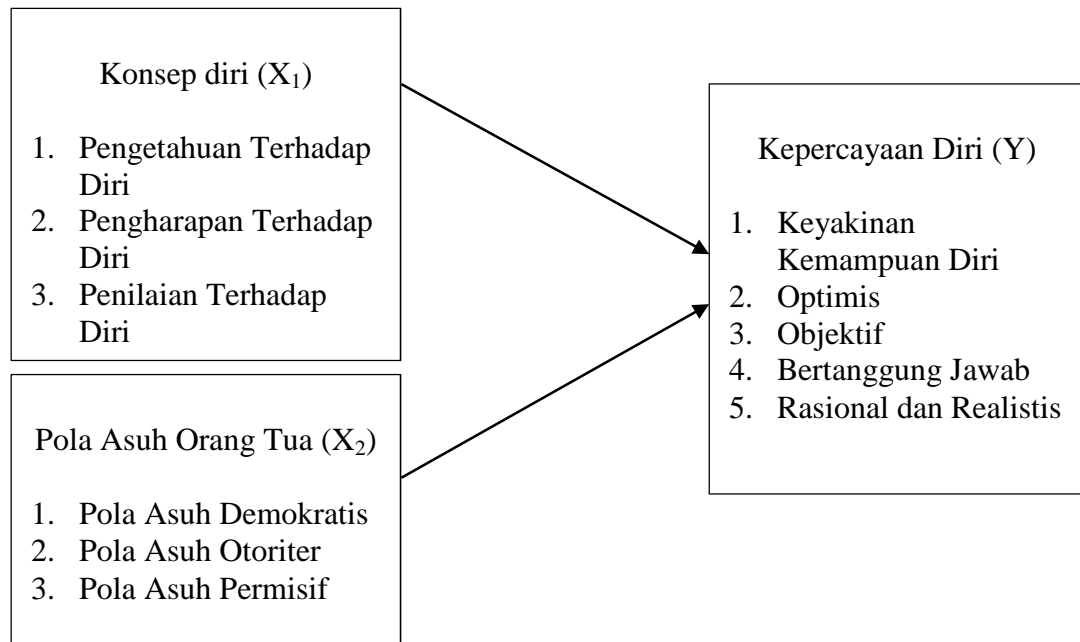 Konsep diri (X₁)
1. Pengetahuan Terhadap
Diri
2. Pengharapan Terhadap
Diri
3. Penilaian Terhadap
Diri
Pola Asuh Orang Tua (X₂)
1. Pola Asuh Demokratis
2. Pola Asuh Otoriter
3. Pola Asuh Permisif
Kepercayaan Diri (Y)
1. Keyakinan
Kemampuan Diri
2. Optimis
3. Objektif
4. Bertanggung Jawab
5. Rasional dan Realistis